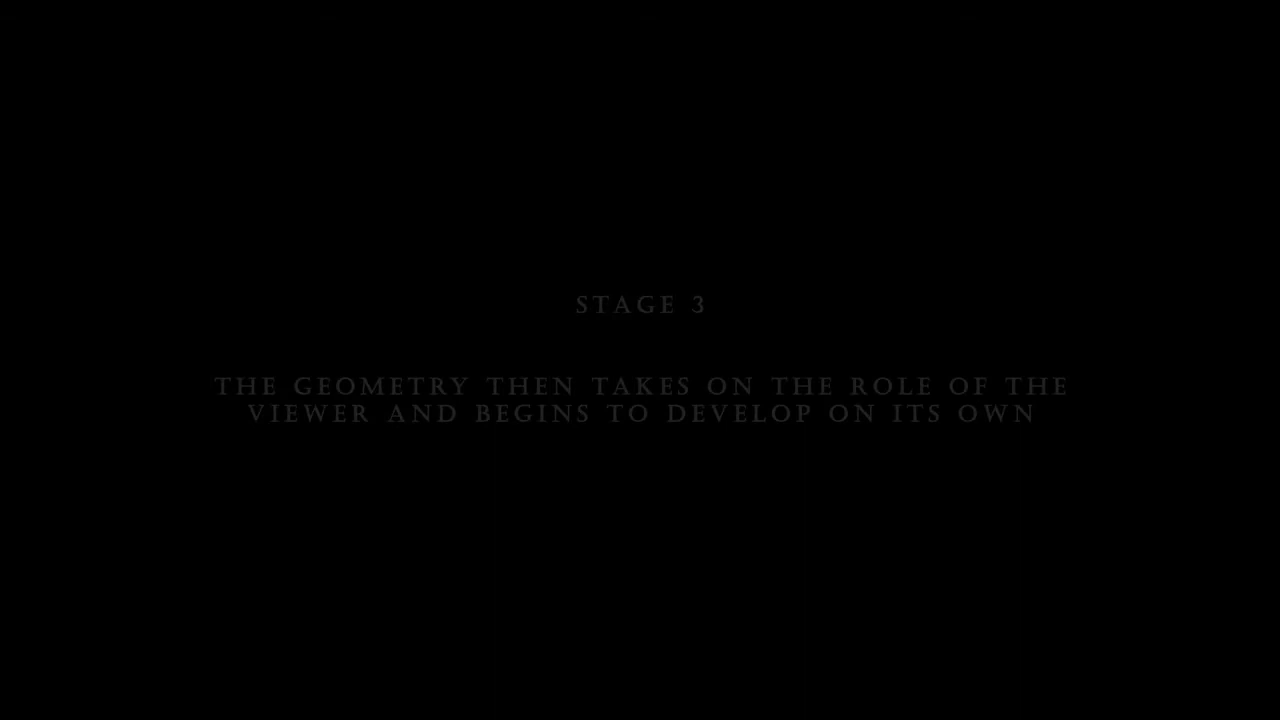 STAGE 3
THE GEOMETRY THEN TAKES ON THE ROLE OF THE
VIEWER AND BEGINS TO DEVELOP ON ITS OWN